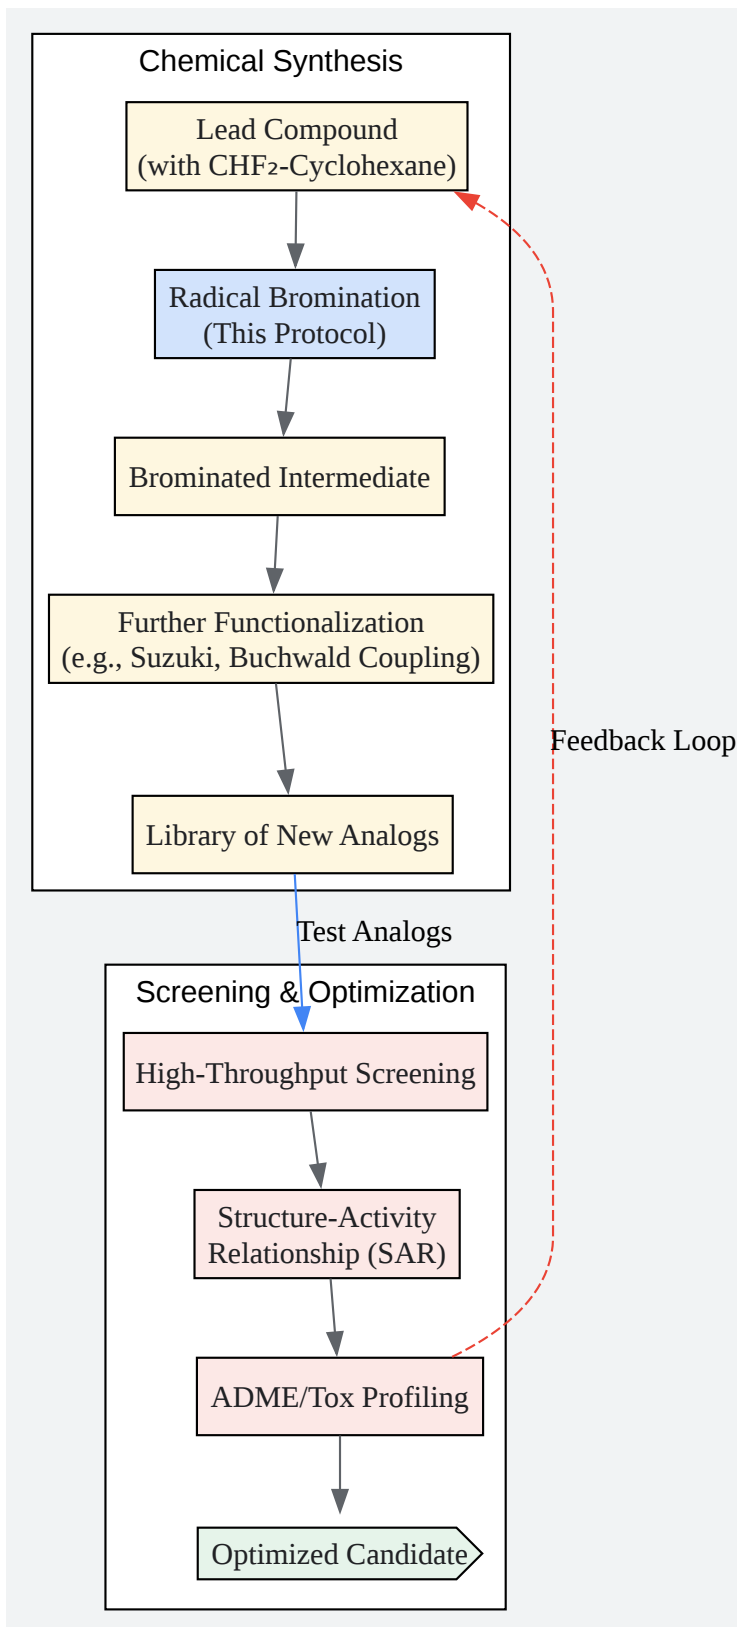 Chemical Synthesis
Lead Compound
(with CHF₂-Cyclohexane)
Radical Bromination
(This Protocol)
Brominated Intermediate
Further Functionalization
(e.g., Suzuki, Buchwald Coupling)
Feedback Loop
Library of New Analogs
Test Analogs
Screening & Optimization
High-Throughput Screening
Structure-Activity
Relationship (SAR)
ADME/Tox Profiling
Optimized Candidate